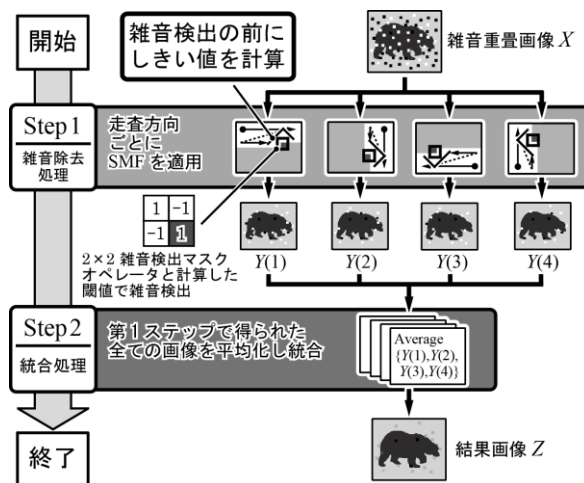 開始
雑音検出の前に
しきい値を計算
雑音重畳画像 X
Step1
雑音除去
処理
走査方向
ごとに
SMFを適用
1 -1
-1 1
2×2 雑音検出マスク
オペレータと計算した
閾値で雑音検出
Y(1) Y(2) Y(3) Y(4)
Step2
統合処理
第1ステップで得られた
全ての画像を平均化し統合
Average
{Y(1),Y(2),
Y(3),Y(4)}
終了
結果画像 Z